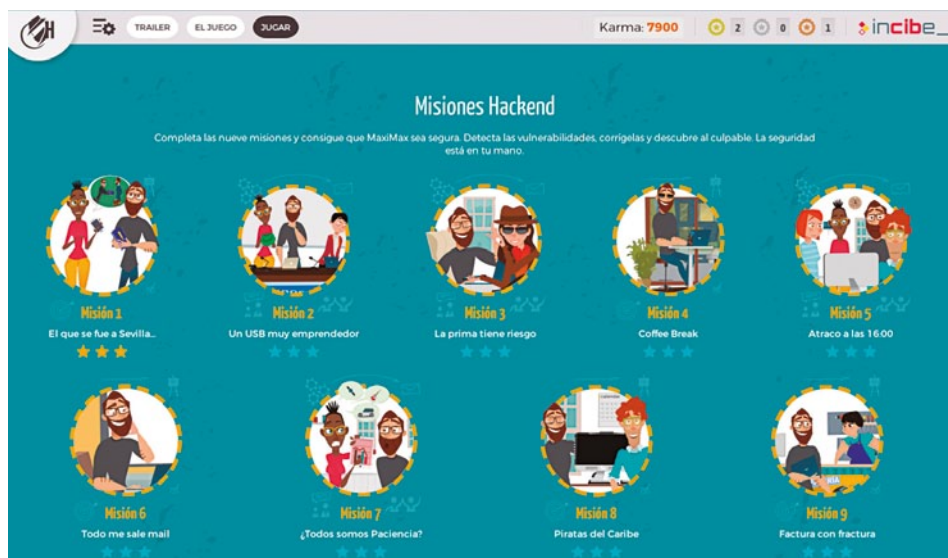 H
TRAILER
EL JUEGO
JUGAR
Karma: 7900
2
0
1
incibe_
Misiones Hackend
Completa las nueve misiones y consigue que MaxiMax sea segura. Detecta las vulnerabilidades, corrígelas y descubre al culpable. La seguridad
está en tu mano.
Misión 1
El que se fue a Sevilla...
Misión 2
Un USB muy emprendedor
Misión 3
La prima tiene riesgo
Misión 4
Coffee Break
Misión 5
Atraco a las 16:00
Misión 6
Todo me sale mail
Misión 7
¿Todos somos Paciencia?
Misión 8
Piratas del Caribe
Misión 9
Factura con fractura